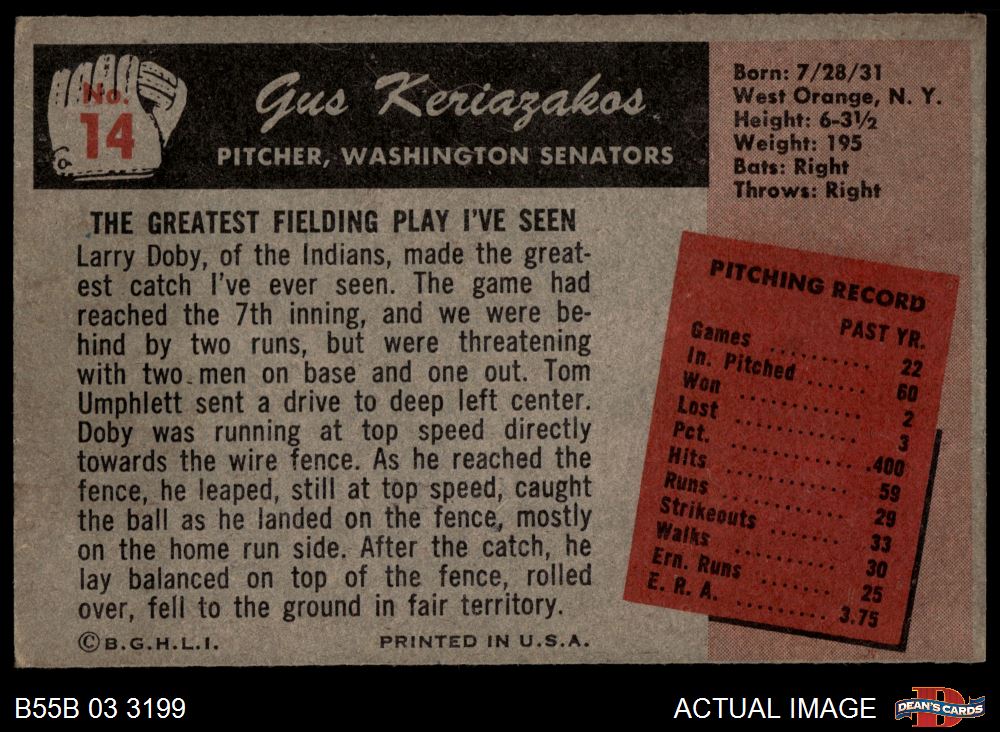 No.
14
Gus Keriazakos
PITCHER, WASHINGTON SENATORS
Born: 7/28/31
West Orange, N. Y.
Height: 6-3½
Weight: 195
Bats: Right
Throws: Right
THE GREATEST FIELDING PLAY I'VE SEEN
Larry Doby, of the Indians, made the great-
est catch I've ever seen. The game had
reached the 7th inning, and we were be-
hind by two runs, but were threatening
with two men on base and one out. Tom
Umphlett sent a drive to deep left center.
Doby was running at top speed directly
towards the wire fence. As he reached the
fence, he leaped, still at top speed, caught
the ball as he landed on the fence, mostly
on the home run side. After the catch, he
lay balanced on top of the fence, rolled
over, fell to the ground in fair territory.
©B.G.H.L.I. PRINTED IN U.S.A.
PITCHING RECORD
PAST YR.
Games .......... 22
In. Pitched ...... 60
Won ............ 2
Lost ............ 3
Pct. ............ .400
Hits ............ 59
Runs ............ 29
Strikeouts ....... 33
Walks .......... 30
Ern. Runs ....... 25
E. R. A. ......... 3.75
B55B 03 3199
ACTUAL IMAGE
D
DEAN'S CARDS